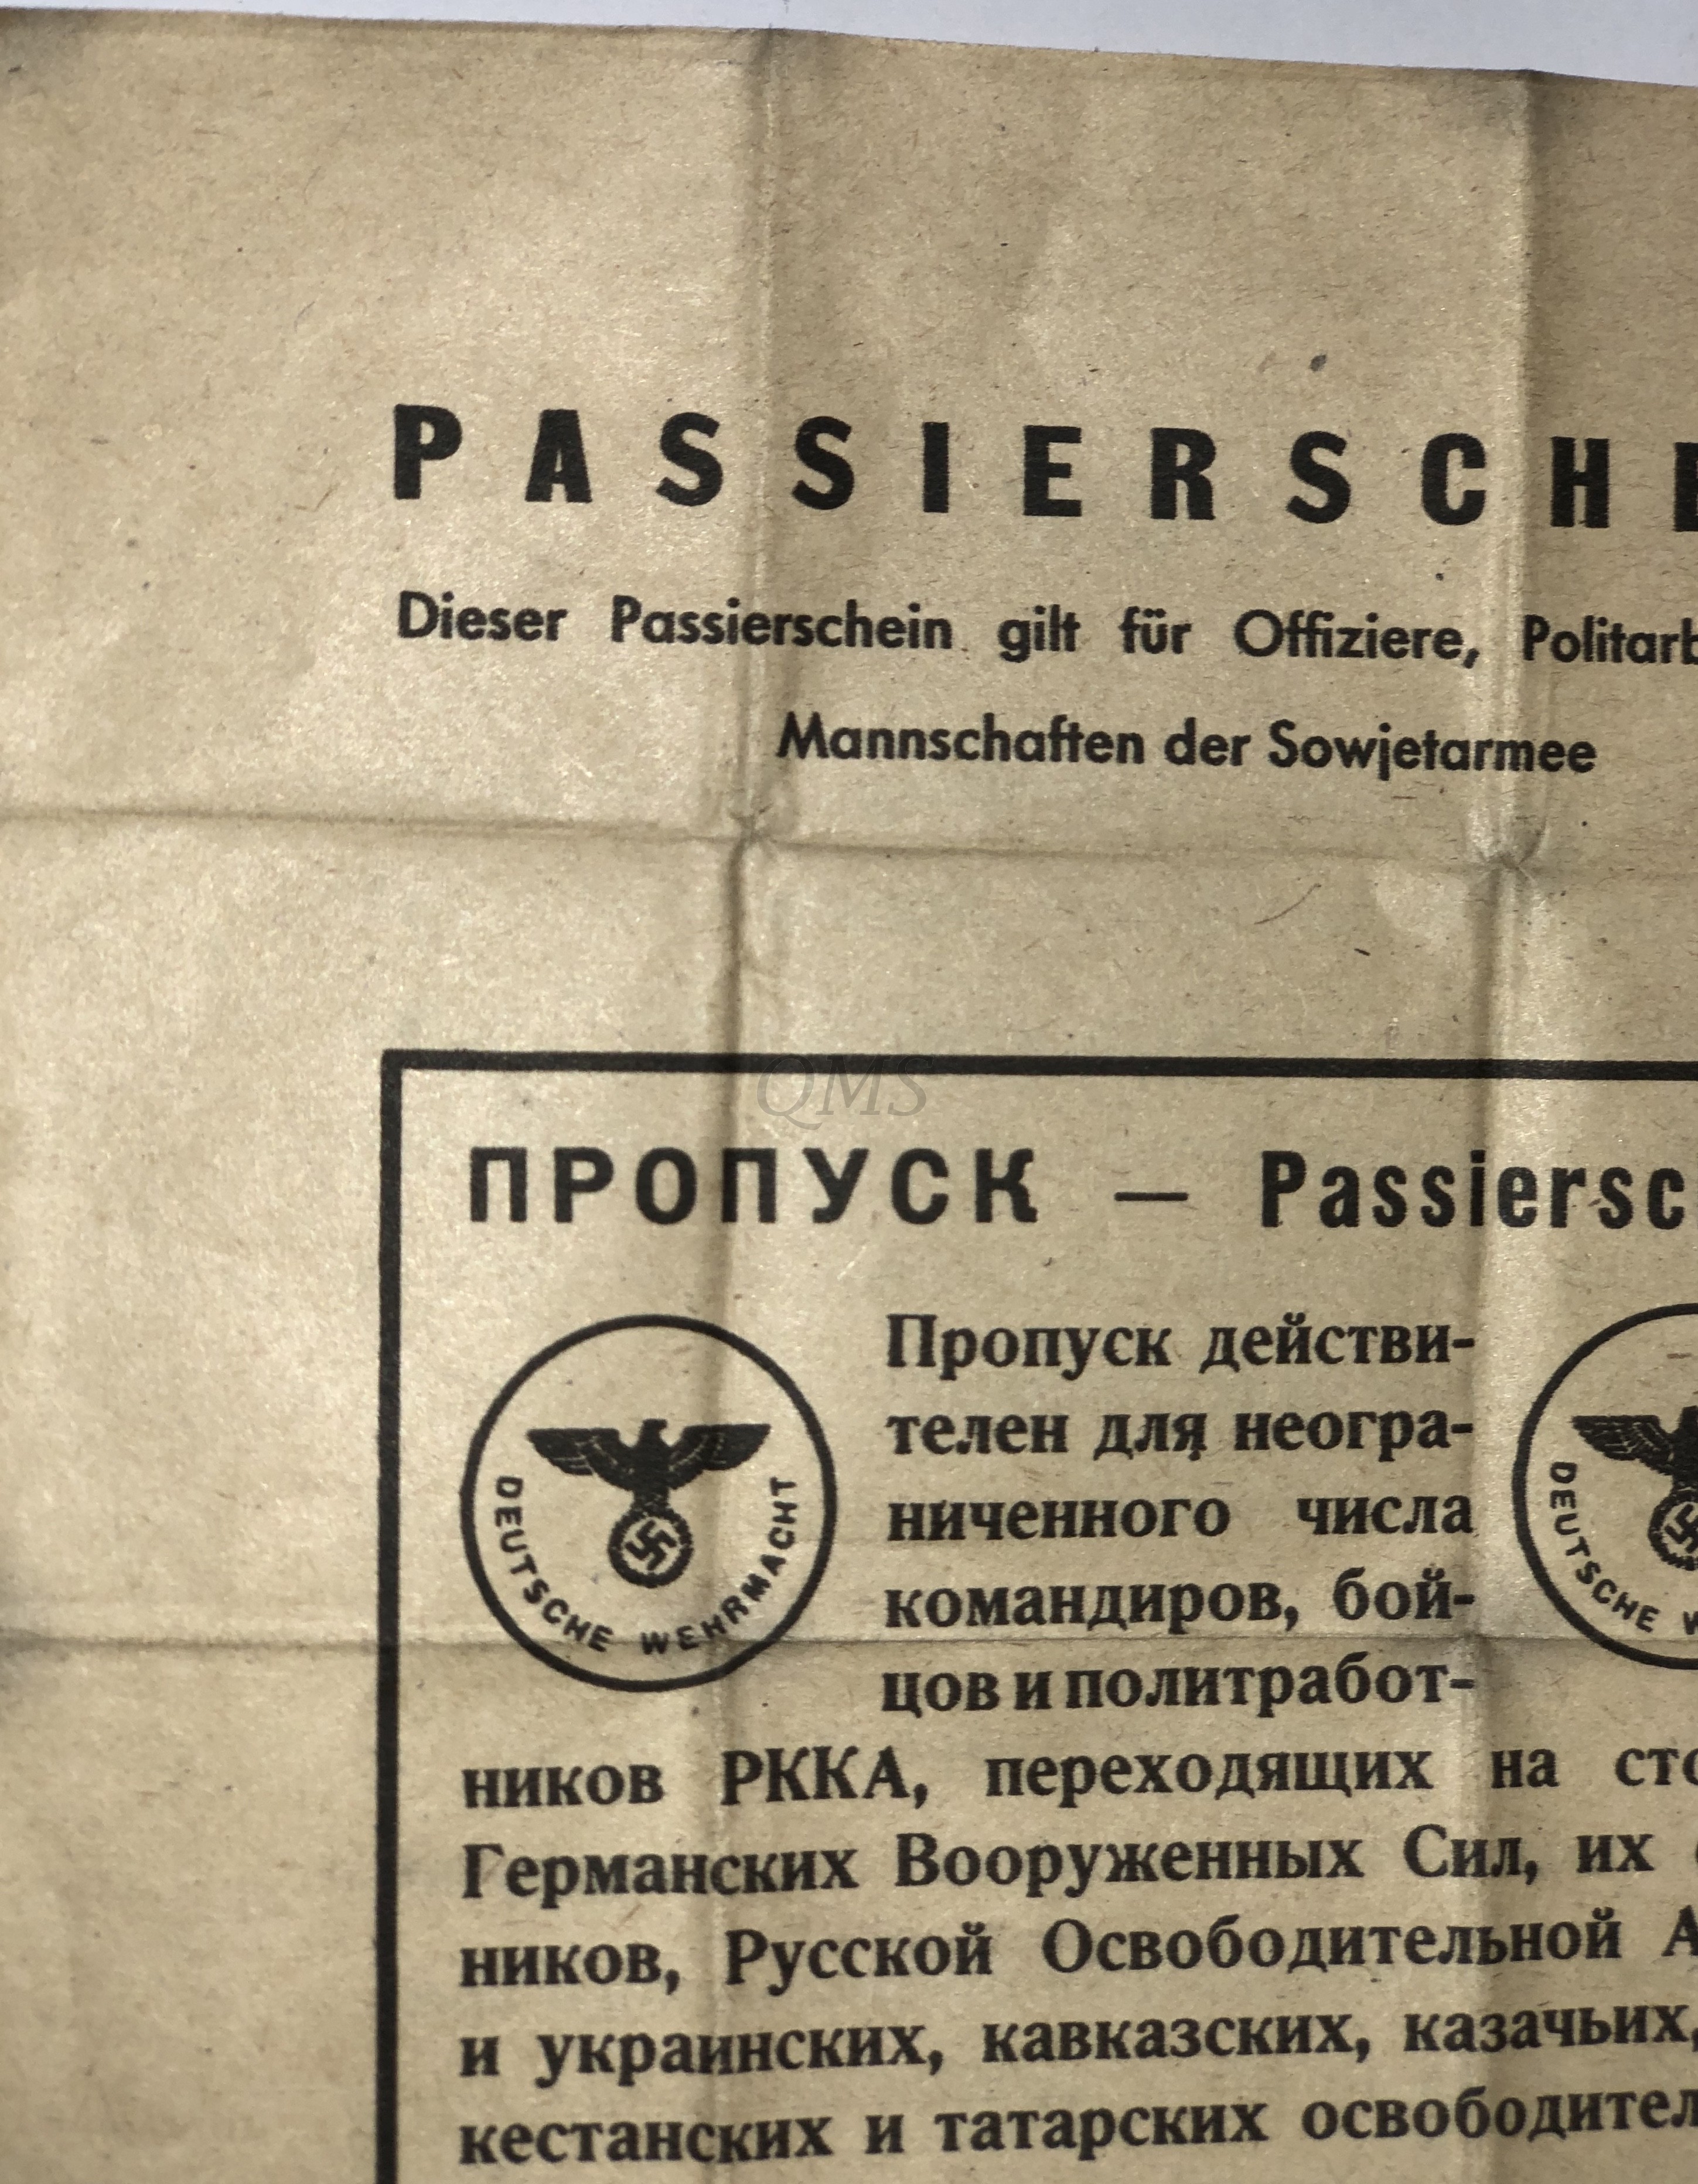 PASSIERSCHE
Dieser Passierschein gilt für Offiziere, Politarb
Mannschaften der Sowjetarmee
QMS
ПРОПУСК — Passiersc
Пропуск действи-
телен для неогра-
ниченного числа
командиров, бой-
цов и политработ-
DEUTSCHE WEHRMACHT
DEUTSCHE W
ников РККА, переходящих на сто
Германских Вооруженных Сил, их
ников, Русской Освободительной А
и украинских, кавказских, казачьих,
кестанских и татарских освободител